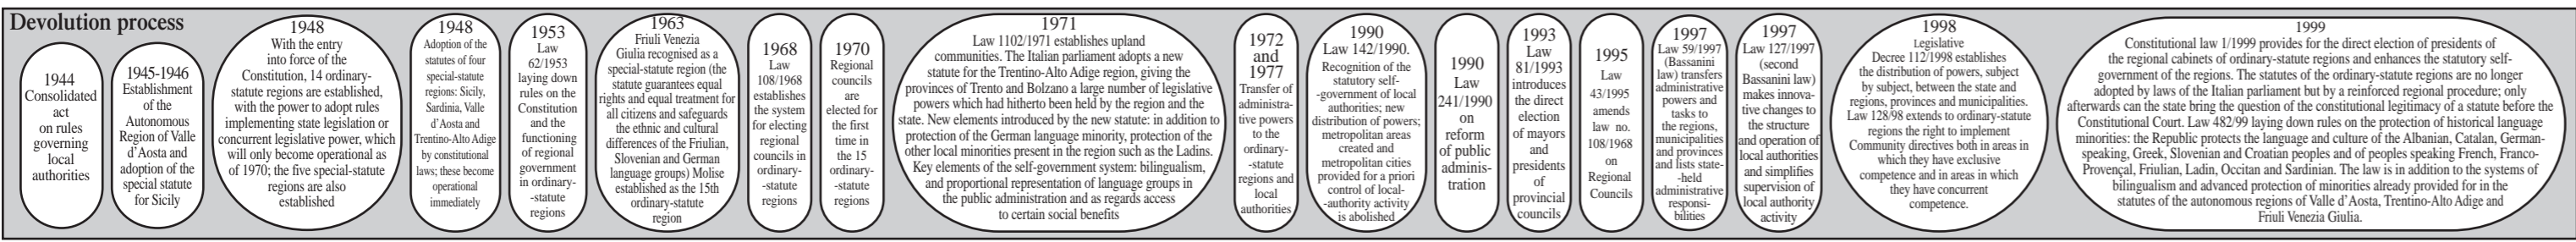 Devolution process
1944
Consolidated
act
on rules
governing
local
authorities
1945-1946
Establishment
of the
Autonomous
Region of Valle
d'Aosta and
adoption of the
special statute
for Sicily
1948
With the entry
into force of the
Constitution, 14 ordinary-
statute regions are established,
with the power to adopt rules
implementing state legislation or
concurrent legislative power, which
will only become operational as
of 1970; the five special-statute
regions are also
established
1948
Adoption of the
statutes of four
special-statute
regions: Sicily,
Sardinia, Valle
d'Aosta and
Trentino-Alto Adige
by constitutional
laws; these become
operational
immediately
1953
Law
62/1953
laying down
rules on the
Constitution
and the
functioning
of regional
government
in ordinary-
-statute
regions
1963
Friuli Venezia
Giulia recognised as a
special-statute region (the
statute guarantees equal
rights and equal treatment for
all citizens and safeguards
the ethnic and cultural
differences of the Friulian,
Slovenian and German
language groups) Molise
established as the 15th
ordinary-statute
region
1968
Law
108/1968
establishes
the system
for electing
regional
councils in
ordinary-
-statute
regions
1970
Regional
councils
are
elected for
the first
time in
the 15
ordinary-
-statute
regions
1971
Law 1102/1971 establishes upland
communities. The Italian parliament adopts a new
statute for the Trentino-Alto Adige region, giving the
provinces of Trento and Bolzano a large number of legislative
powers which had hitherto been held by the region and the
state. New elements introduced by the new statute: in addition to
protection of the German language minority, protection of the
other local minorities present in the region such as the Ladins.
Key elements of the self-government system: bilingualism,
and proportional representation of language groups in
the public administration and as regards access
to certain social benefits
1972
and
1977
Transfer of
administra-
tive powers
to the
ordinary-
-statute
regions and
local
authorities
1990
Law 142/1990.
Recognition of the
statutory self-
-government of local
authorities; new
distribution of powers;
metropolitan areas
created and
metropolitan cities
provided for a priori
control of local-
-authority activity
is abolished
1990
Law
241/1990
on
reform
of public
adminis-
tration
1993
Law
81/1993
introduces
the direct
election
of mayors
and
presidents
of
provincial
councils
1995
Law
43/1995
amends
law no.
108/1968
on
Regional
Councils
1997
Law 59/1997
(Bassanini
law) transfers
administrative
powers and
tasks to
the regions,
municipalities
and provinces
and lists state-
-held
administrative
responsi-
bilities
1997
Law 127/1997
(second
Bassanini law)
makes innova-
tive changes to
the structure
and operation of
local authorities
and simplifies
supervision of
local authority
activity
1998
Legislative
Decree 112/1998 establishes
the distribution of powers, subject
by subject, between the state and
regions, provinces and municipalities.
Law 128/98 extends to ordinary-statute
regions the right to implement
Community directives both in areas in
which they have exclusive
competence and in areas in which
they have concurrent
competence.
1999
Constitutional law 1/1999 provides for the direct election of presidents of
the regional cabinets of ordinary-statute regions and enhances the statutory self-
government of the regions. The statutes of the ordinary-statute regions are no longer
adopted by laws of the Italian parliament but by a reinforced regional procedure; only
afterwards can the state bring the question of the constitutional legitimacy of a statute before the
Constitutional Court. Law 482/99 laying down rules on the protection of historical language
minorities: the Republic protects the language and culture of the Albanian, Catalan, German-
speaking, Greek, Slovenian and Croatian peoples and of peoples speaking French, Franco-
Provençal, Friulian, Ladin, Occitan and Sardinian. The law is in addition to the systems of
bilingualism and advanced protection of minorities already provided for in the
statutes of the autonomous regions of Valle d'Aosta, Trentino-Alto Adige and
Friuli Venezia Giulia.